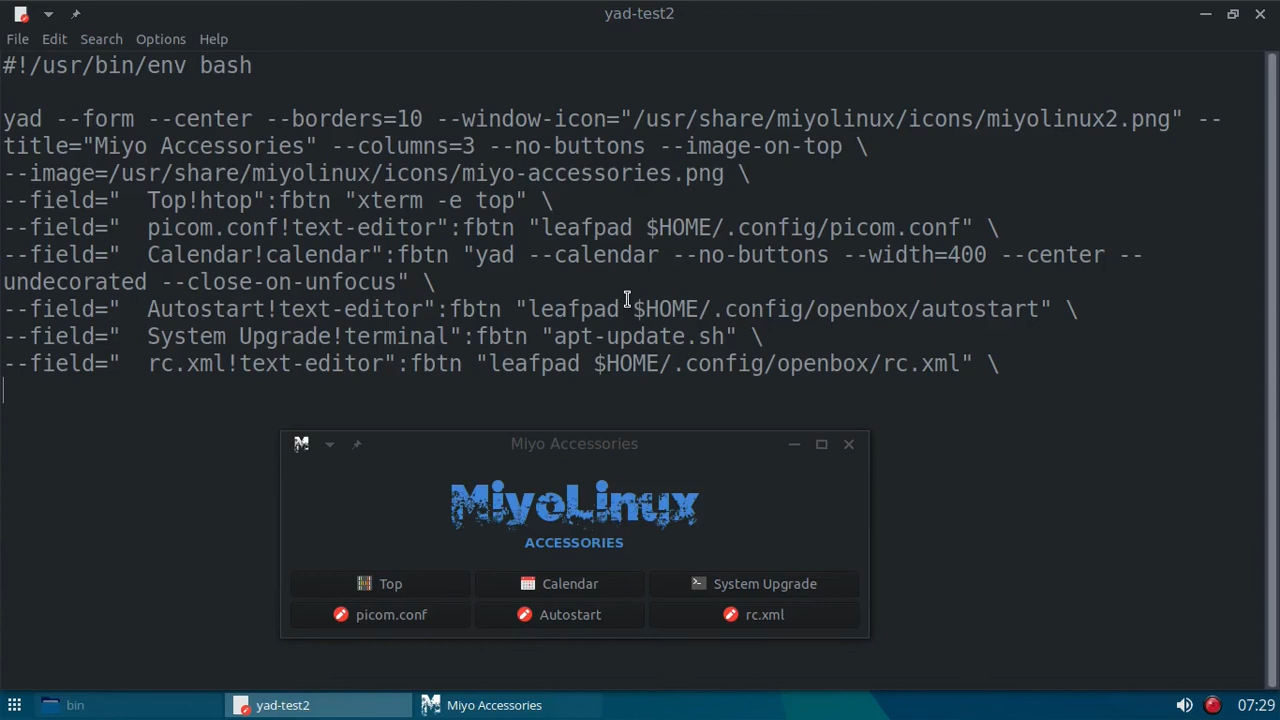 yad-test2
File Edit Search Options Help
#!/usr/bin/env bash
yad --form --center --borders=10 --window-icon="/usr/share/miyolinux/icons/miyolinux2.png" --
title="Miyo Accessories" --columns=3 --no-buttons --image-on-top \
--image=/usr/share/miyolinux/icons/miyo-accessories.png \
--field="  Top!htop":fbtn "xterm -e top" \
--field="  picom.conf!text-editor":fbtn "leafpad $HOME/.config/picom.conf" \
--field="  Calendar!calendar":fbtn "yad --calendar --no-buttons --width=400 --center --
undecorated --close-on-unfocus" \
--field="  Autostart!text-editor":fbtn "leafpad $HOME/.config/openbox/autostart" \
--field="  System Upgrade!terminal":fbtn "apt-update.sh" \
--field="  rc.xml!text-editor":fbtn "leafpad $HOME/.config/openbox/rc.xml" \
Miyo Accessories
MiyoLinux
ACCESSORIES
Top Calendar System Upgrade
picom.conf Autostart rc.xml
bin yad-test2 Miyo Accessories 07:29